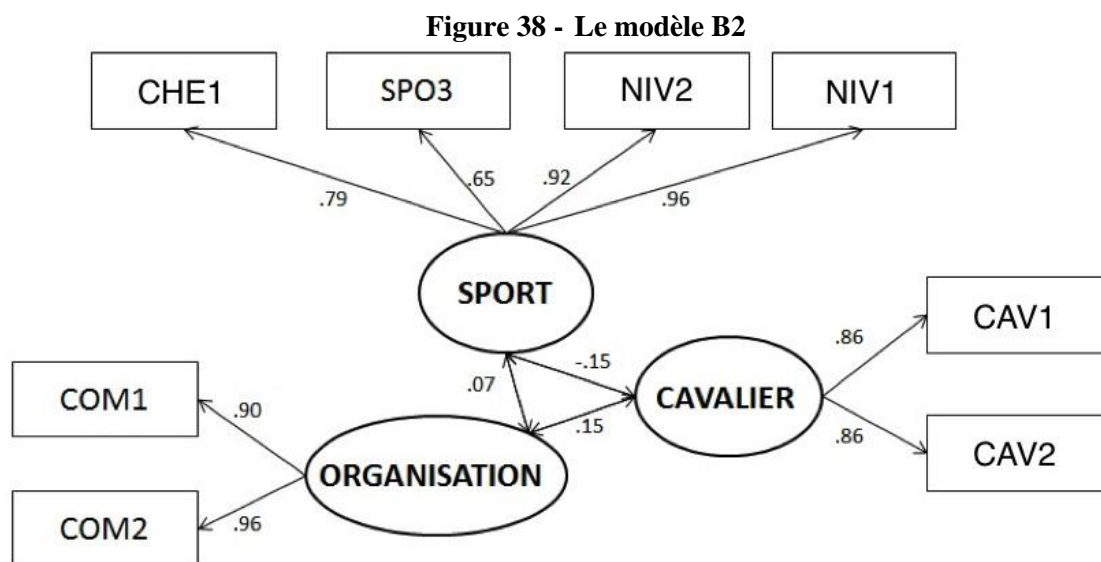 Figure 38 - Le modèle B2
CHE1
SPO3
NIV2
NIV1
.79
.65
.92
.96
SPORT
CAV1
.86
-.15
.07
COM1
.90
CAVALIER
.15
.86
CAV2
ORGANISATION
COM2
.96